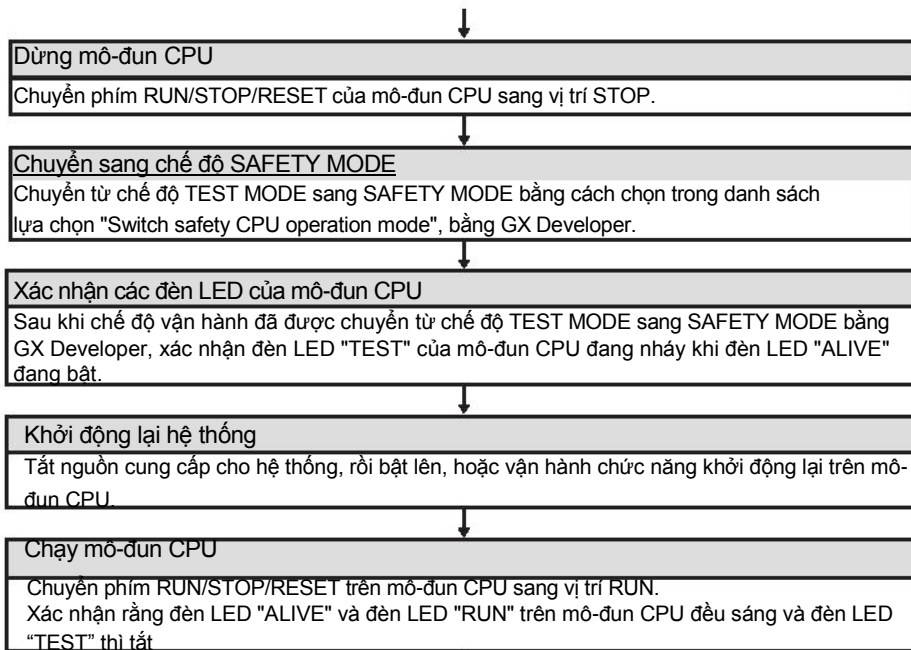 Dừng mô-đun CPU
Chuyển phím RUN/STOP/RESET của mô-đun CPU sang vị trí STOP.
Chuyển sang chế độ SAFETY MODE
Chuyển từ chế độ TEST MODE sang SAFETY MODE bằng cách chọn trong danh sách
lựa chọn "Switch safety CPU operation mode", bằng GX Developer.
Xác nhận các đèn LED của mô-đun CPU
Sau khi chế độ vận hành đã được chuyển từ chế độ TEST MODE sang SAFETY MODE bằng
GX Developer, xác nhận đèn LED "TEST" của mô-đun CPU đang nháy khi đèn LED "ALIVE"
đang bật.
Khởi động lại hệ thống
Tắt nguồn cung cấp cho hệ thống, rồi bật lên, hoặc vận hành chức năng khởi động lại trên mô-
đun CPU.
Chạy mô-đun CPU
Chuyển phím RUN/STOP/RESET trên mô-đun CPU sang vị trí RUN.
Xác nhận rằng đèn LED "ALIVE" và đèn LED "RUN" trên mô-đun CPU đều sáng và đèn LED
“TEST” thì tắt